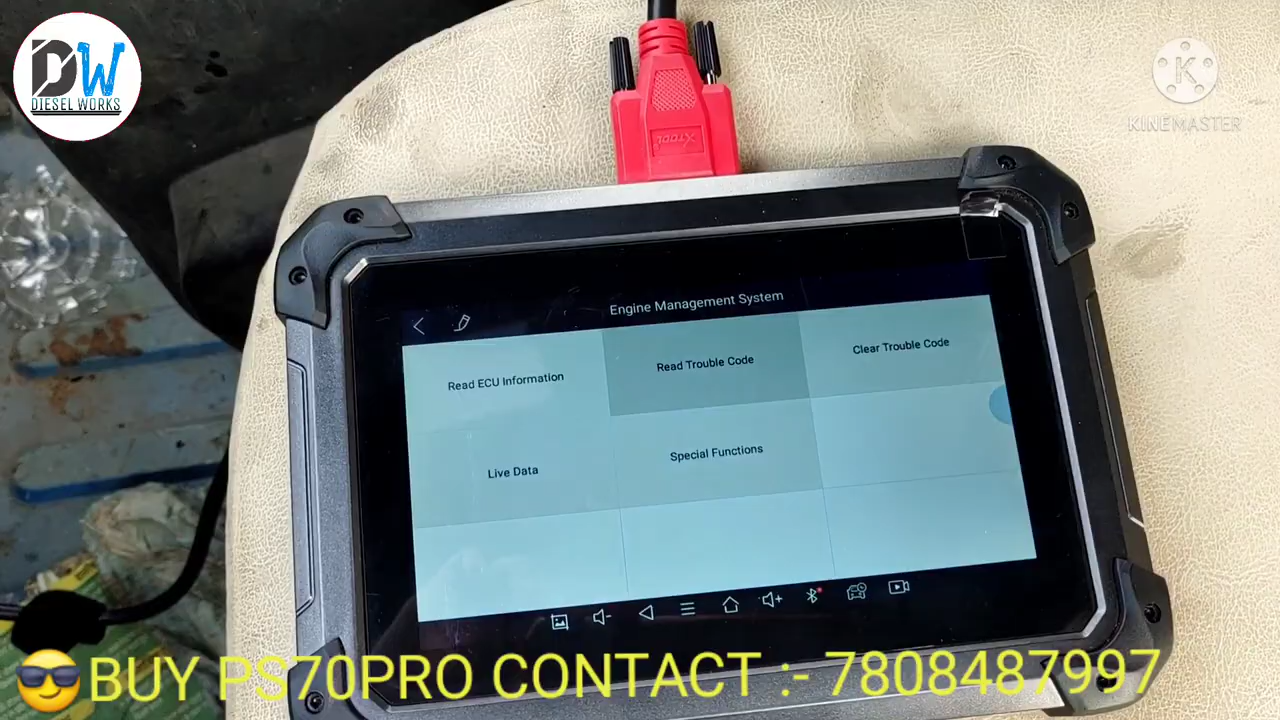 DW
DIESEL WORKS
K
KINEMASTER
XTOOL
Engine Management System
Read ECU Information
Read Trouble Code
Clear Trouble Code
Live Data
Special Functions
😎BUY PS70PRO CONTACT :- 7808487997